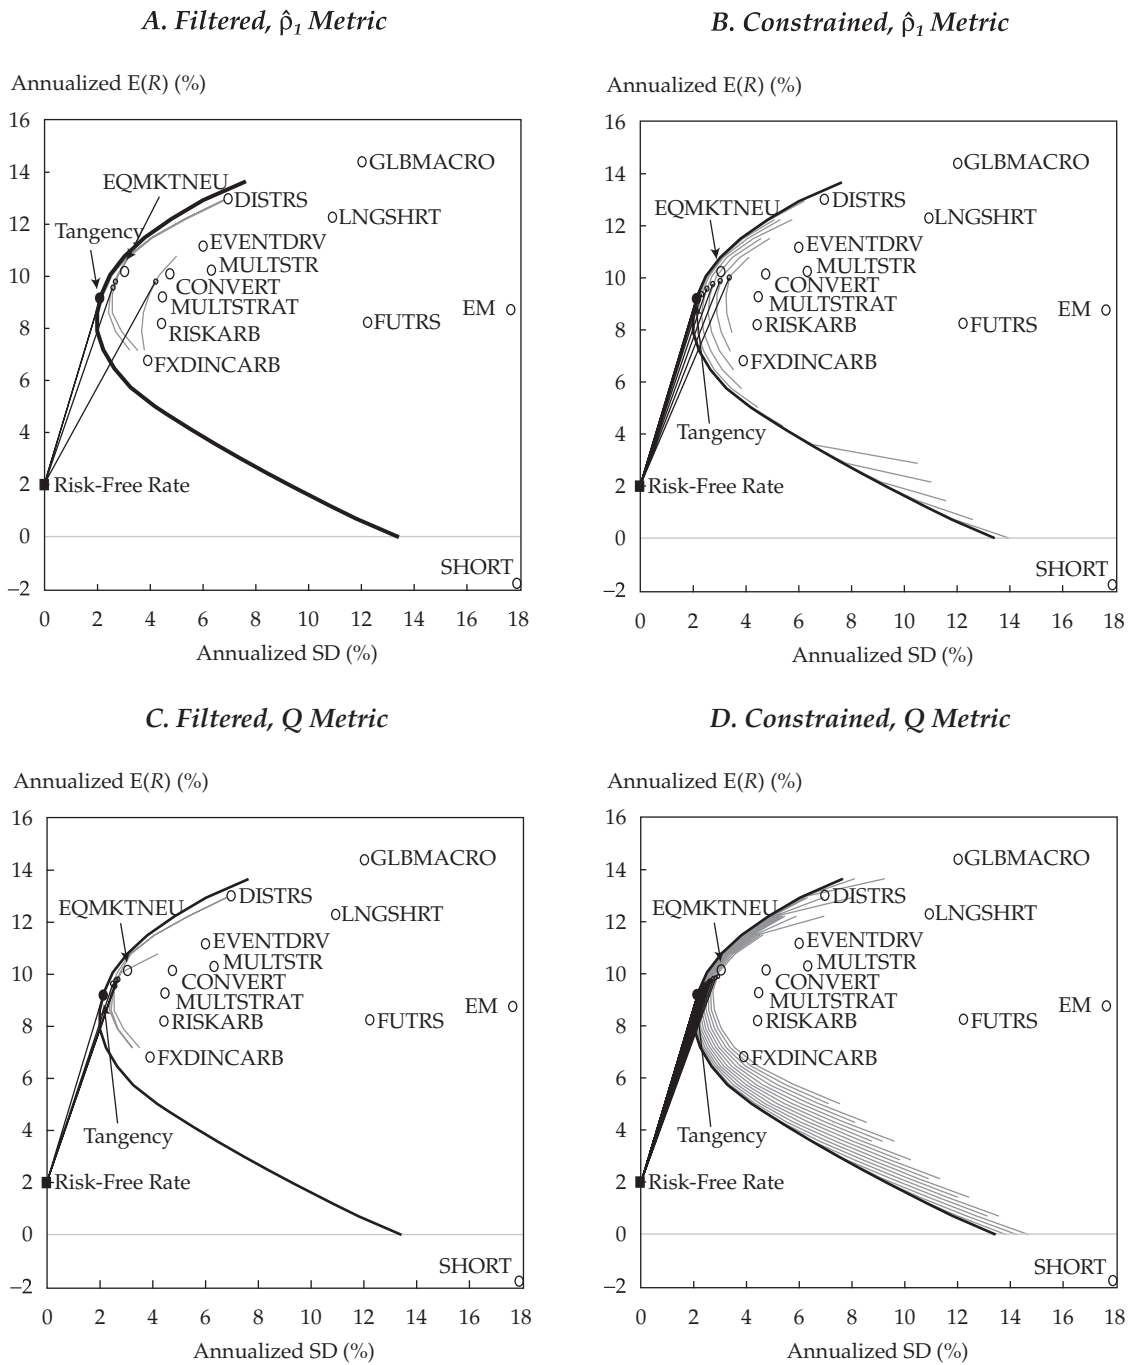 A. Filtered, ρ̂₁ Metric
Annualized E(R) (%)
16
14
12
10
8
6
4
2
0
−2
GLBMACRO
EQMKTNEU
DISTRS
LNGSHRT
Tangency
EVENTDRV
MULTSTR
CONVERT
MULTSTRAT
EM
FUTRS
RISKARB
FXDINCARB
Risk-Free Rate
SHORT
0 2 4 6 8 10 11 14 16 18
Annualized SD (%)
B. Constrained, ρ̂₁ Metric
Annualized E(R) (%)
16
14
12
10
8
6
4
2
0
−2
GLBMACRO
DISTRS
EQMKTNEU
LNGSHRT
EVENTDRV
MULTSTR
CONVERT
MULTSTRAT
EM
RISKARB
FUTRS
FXDINCARB
Tangency
Risk-Free Rate
SHORT
0 2 4 6 8 10 12 14 16 18
Annualized SD (%)
C. Filtered, Q Metric
Annualized E(R) (%)
16
14
12
10
8
6
4
2
0
−2
GLBMACRO
DISTRS
EQMKTNEU
LNGSHRT
EVENTDRV
MULTSTR
CONVERT
MULTSTRAT
EM
RISKARB
FUTRS
FXDINCARB
Tangency
Risk-Free Rate
SHORT
0 2 4 6 8 10 12 14 16 18
Annualized SD (%)
D. Constrained, Q Metric
Annualized E(R) (%)
16
14
12
10
8
6
4
2
0
−2
GLBMACRO
DISTRS
EQMKTNEU
LNGSHRT
EVENTDRV
MULTSTR
CONVERT
MULTSTRAT
EM
RISKARB
FUTRS
FXDINCARB
Tangency
Risk-Free Rate
SHORT
0 2 4 6 8 10 12 14 16 18
Annualized SD (%)